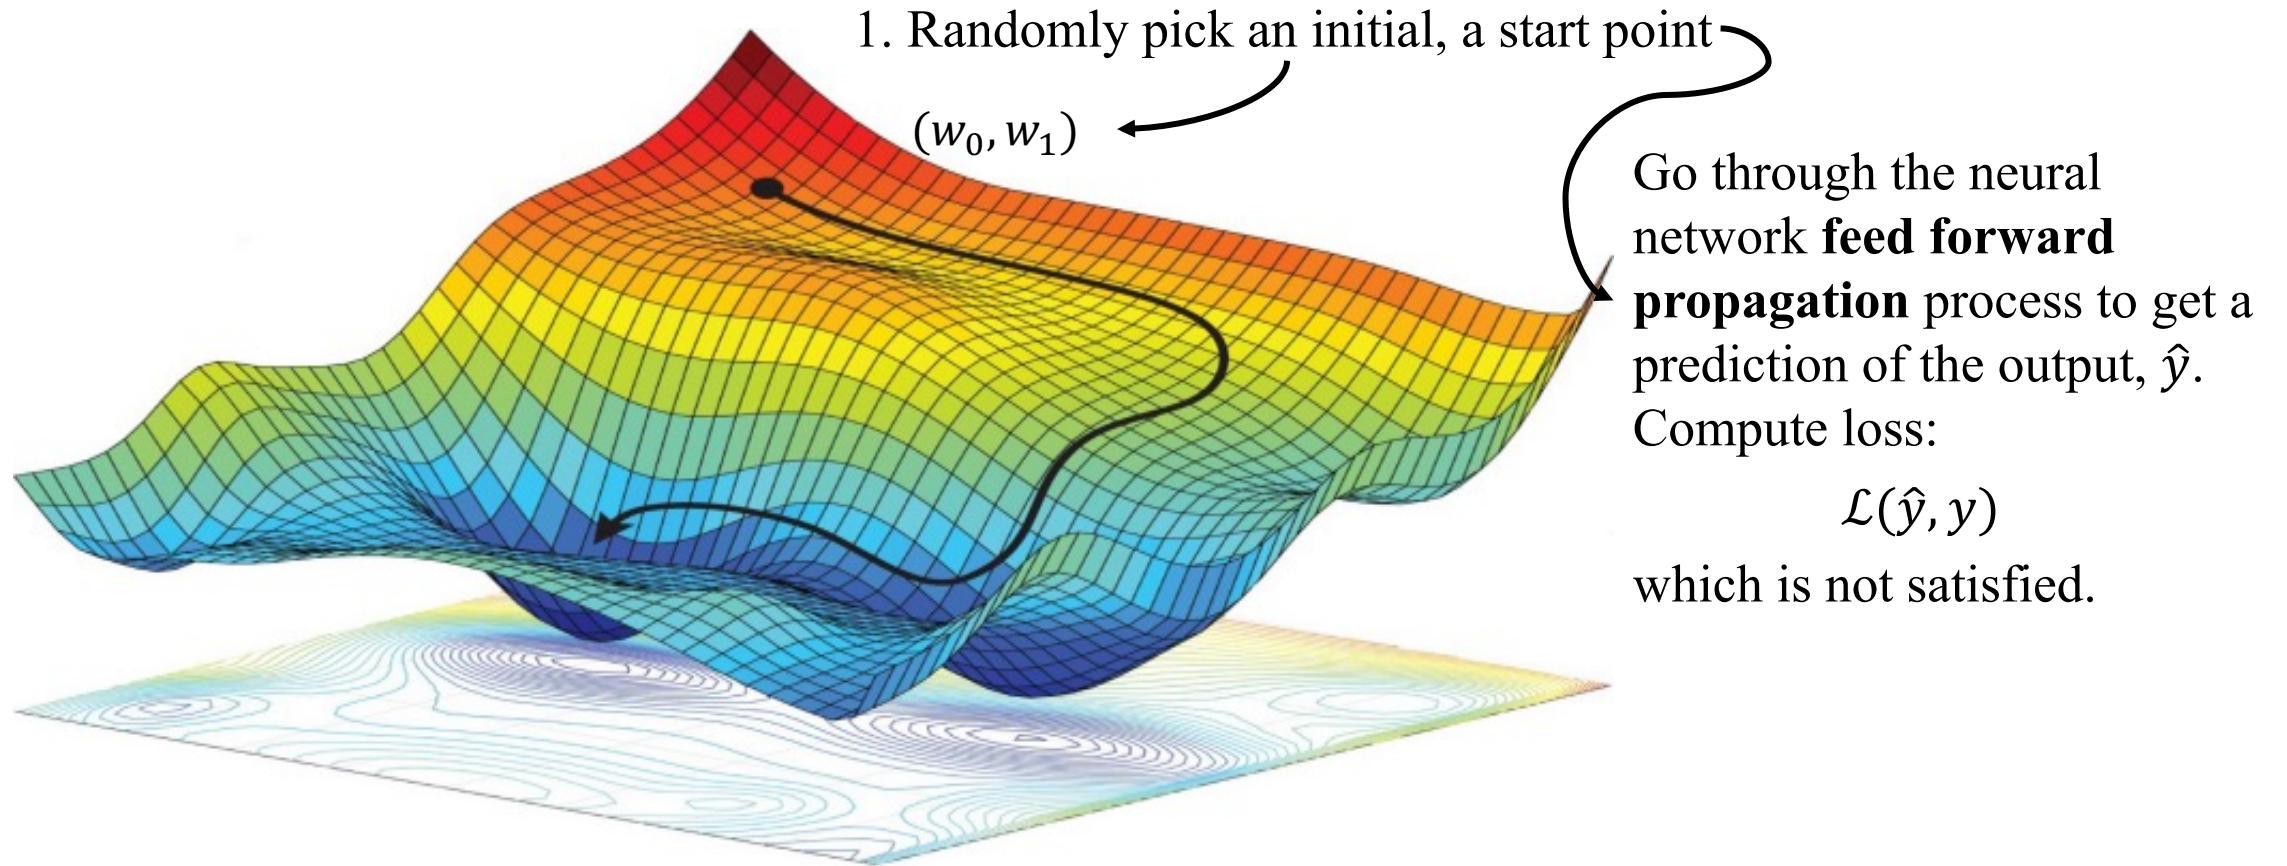 1. Randomly pick an initial, a start point
(w₀, w₁)
Go through the neural
network feed forward
propagation process to get a
prediction of the output, ŷ.
Compute loss:
ℒ(ŷ, y)
which is not satisfied.